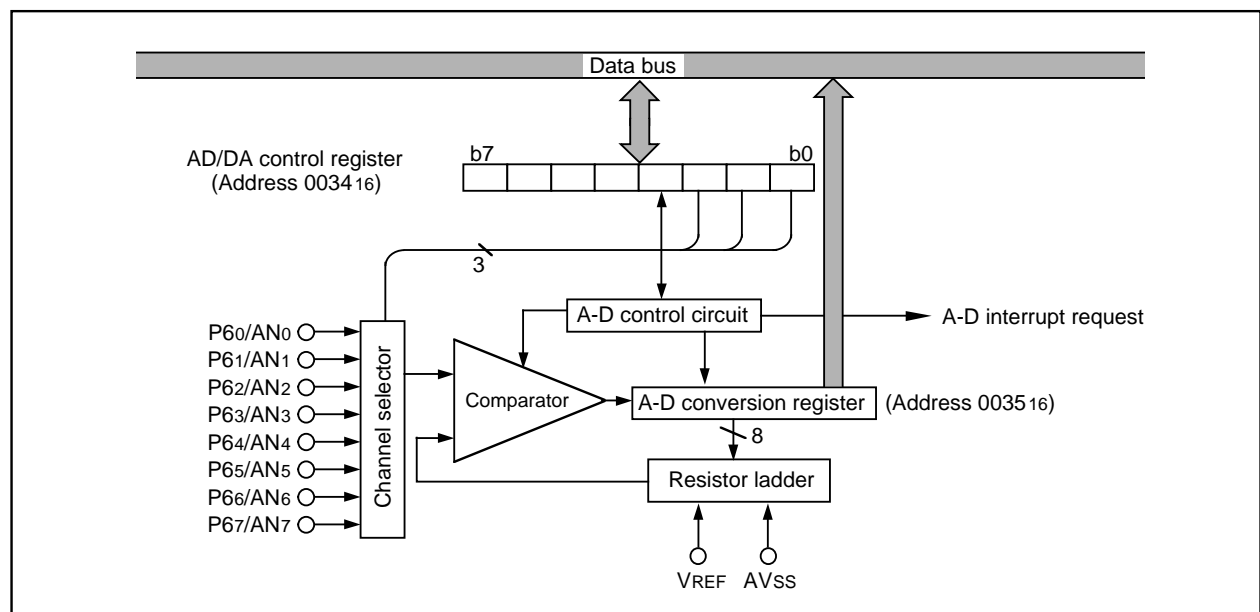 Data bus
b7
b0
AD/DA control register
(Address 003416)
3
A-D control circuit
A-D interrupt request
P60/AN0
P61/AN1
P62/AN2
P63/AN3
P64/AN4
P65/AN5
P66/AN6
P67/AN7
Channel selector
Comparator
A-D conversion register
(Address 003516)
8
Resistor ladder
VREF
AVSS